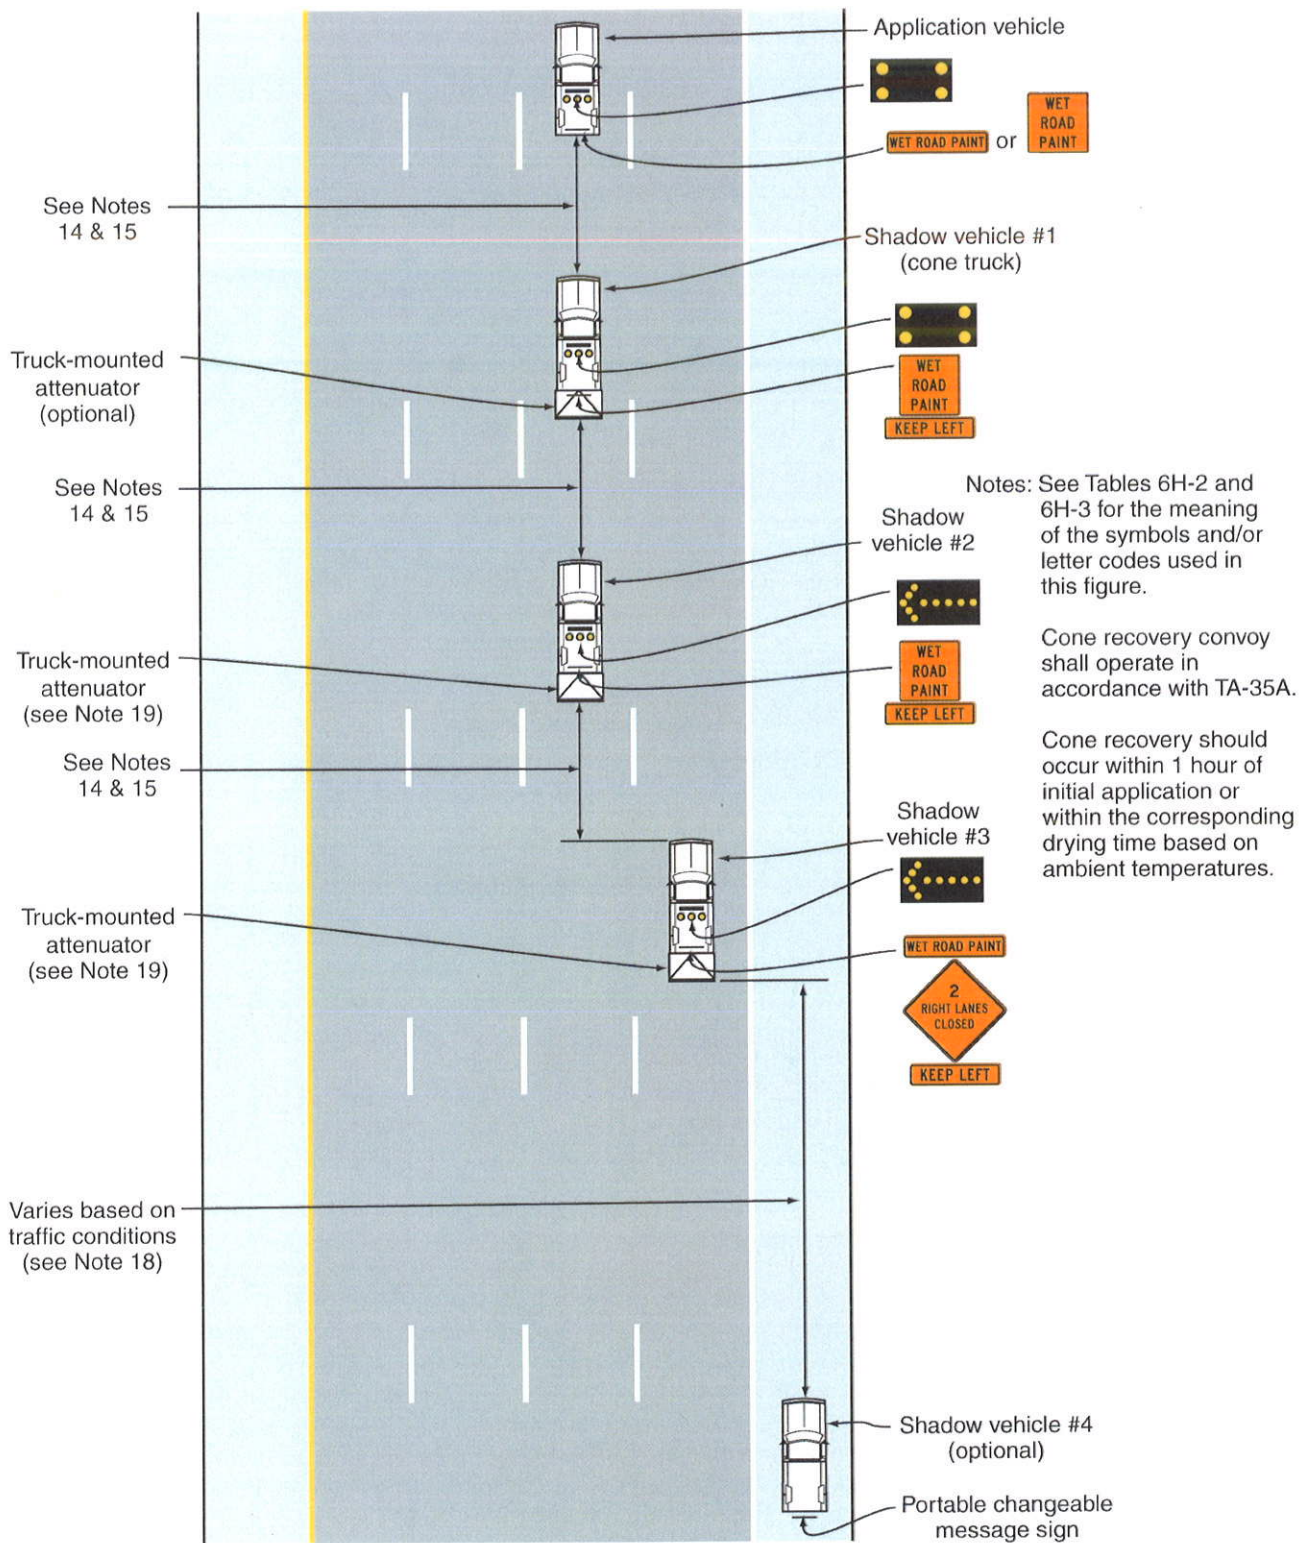 Application vehicle
WET
ROAD
PAINT
WET ROAD PAINT
or
See Notes
14 & 15
Shadow vehicle #1
(cone truck)
Truck-mounted
attenuator
(optional)
WET
ROAD
PAINT
KEEP LEFT
See Notes
14 & 15
Shadow
vehicle #2
Notes: See Tables 6H-2 and
6H-3 for the meaning
of the symbols and/or
letter codes used in
this figure.
Cone recovery convoy
shall operate in
accordance with TA-35A.
Cone recovery should
occur within 1 hour of
initial application or
within the corresponding
drying time based on
ambient temperatures.
Truck-mounted
attenuator
(see Note 19)
WET
ROAD
PAINT
KEEP LEFT
See Notes
14 & 15
Shadow
vehicle #3
Truck-mounted
attenuator
(see Note 19)
WET ROAD PAINT
2
RIGHT LANES
CLOSED
KEEP LEFT
Varies based on
traffic conditions
(see Note 18)
Shadow vehicle #4
(optional)
Portable changeable
message sign